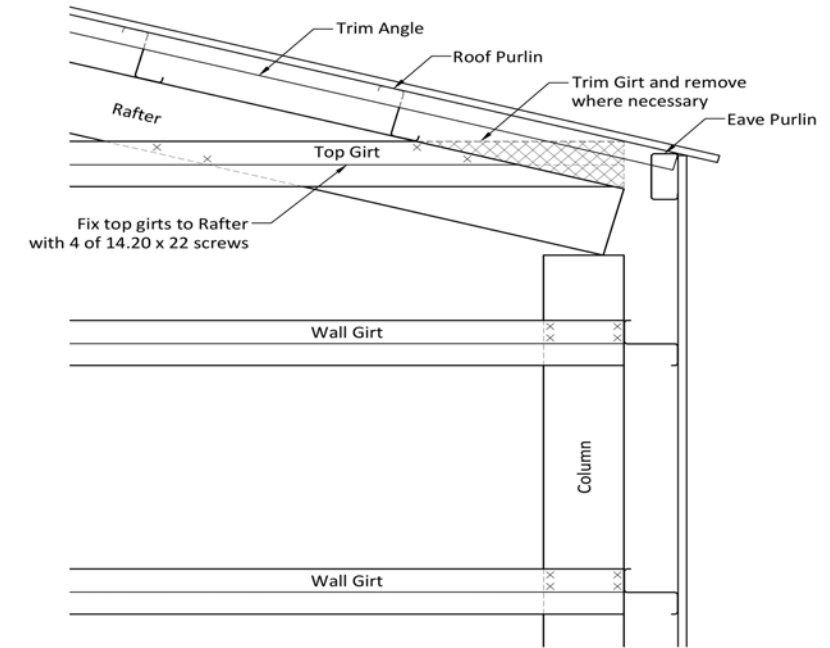 Trim Angle
Roof Purlin
Trim Girt and remove
where necessary
Eave Purlin
Rafter
Top Girt
Fix top girts to Rafter
with 4 of 14.20 x 22 screws
Wall Girt
Column
Wall Girt